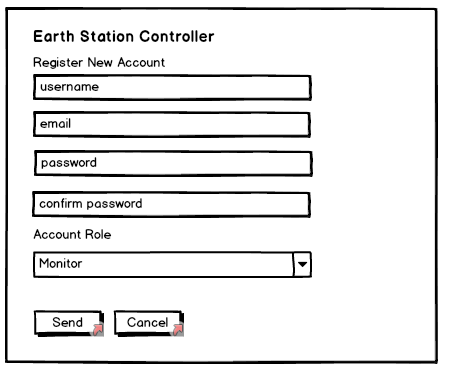 Earth Station Controller
Register New Account
username
email
password
confirm password
Account Role
Monitor
Send Cancel